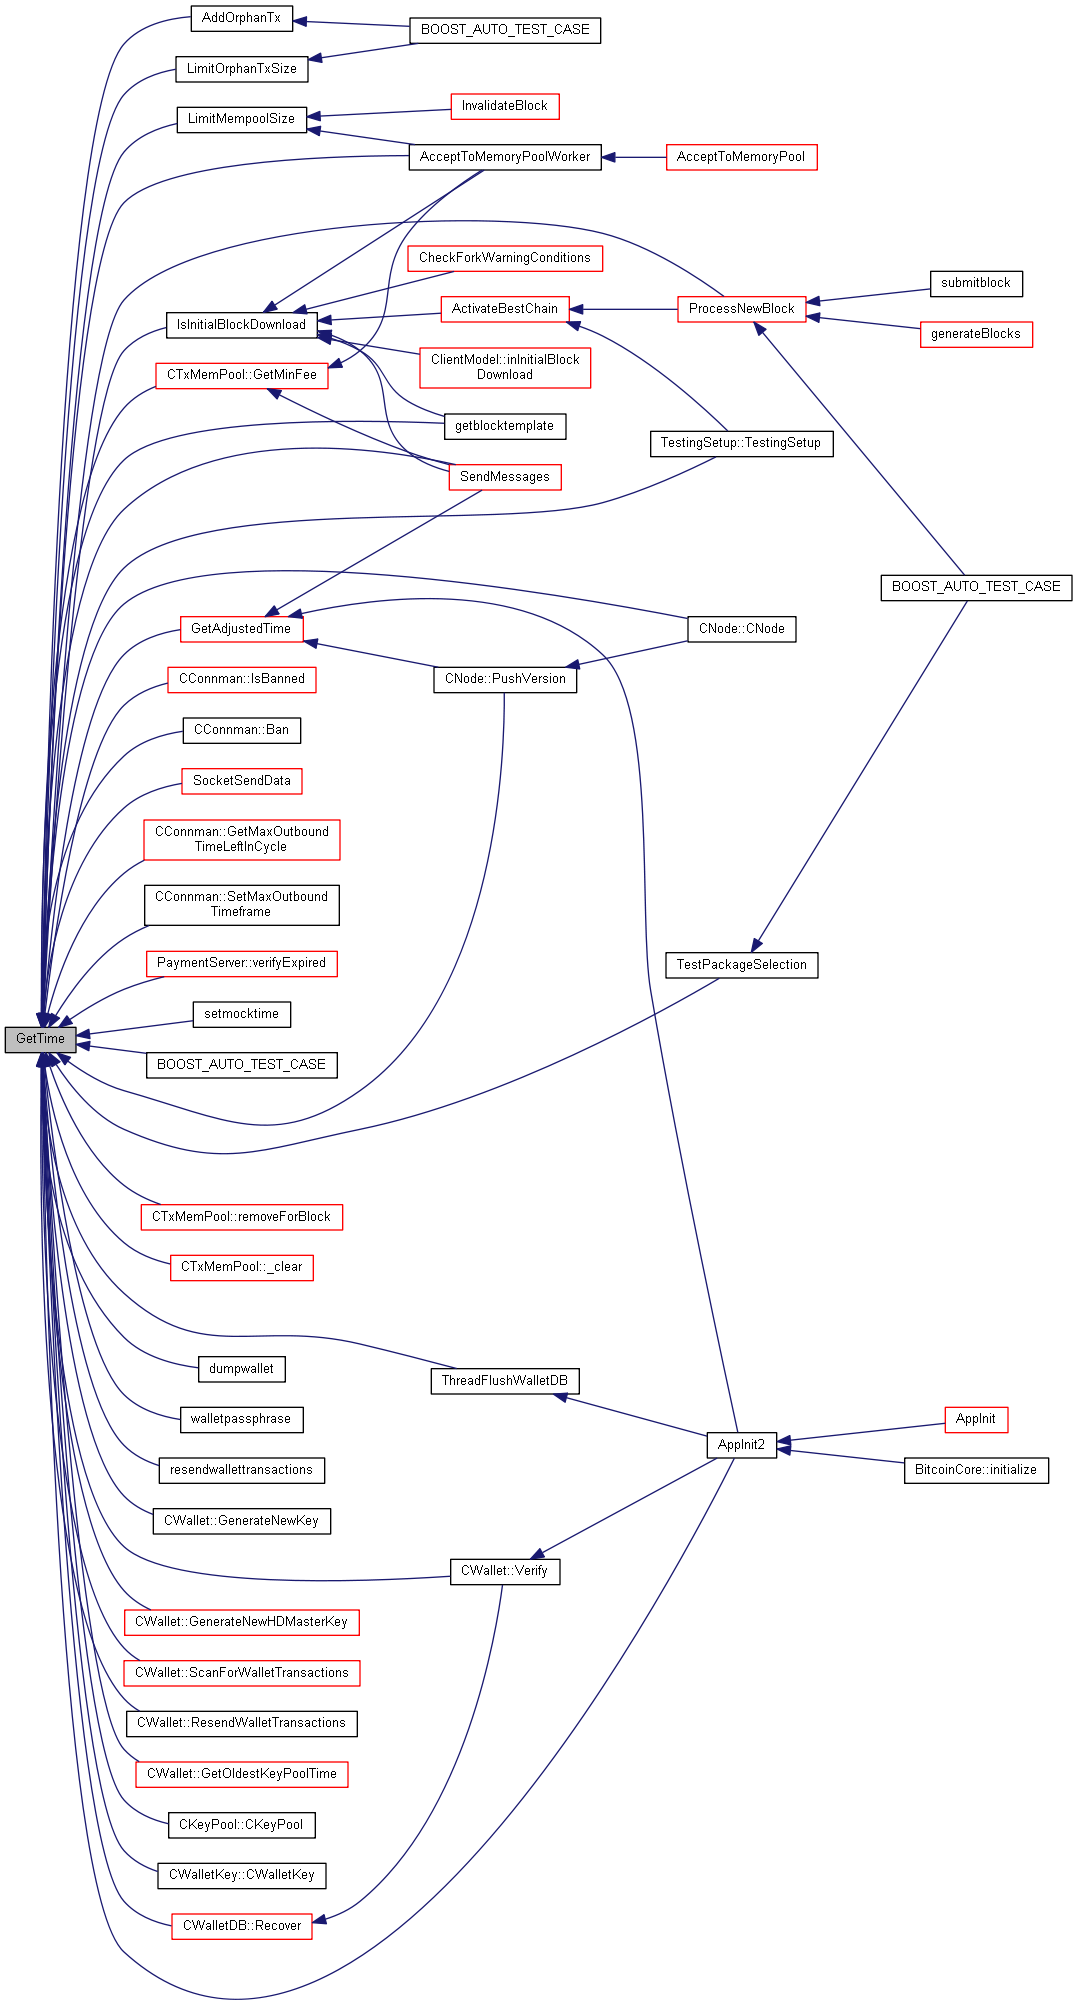 AddOrphanTx
BOOST_AUTO_TEST_CASE
LimitOrphanTxSize
InvalidateBlock
LimitMempoolSize
AcceptToMemoryPoolWorker
AcceptToMemoryPool
CheckForkWarningConditions
submitblock
ActivateBestChain
ProcessNewBlock
IsInitialBlockDownload
generateBlocks
ClientModel::inInitialBlock
Download
CTxMemPool::GetMinFee
getblocktemplate
TestingSetup::TestingSetup
SendMessages
BOOST_AUTO_TEST_CASE
GetAdjustedTime
CNode::CNode
CConnman::IsBanned
CNode::PushVersion
CConnman::Ban
SocketSendData
CConnman::GetMaxOutbound
TimeLeftInCycle
CConnman::SetMaxOutbound
Timeframe
PaymentServer::verifyExpired
TestPackageSelection
setmocktime
GetTime
BOOST_AUTO_TEST_CASE
CTxMemPool::removeForBlock
CTxMemPool::_clear
dumpwallet
ThreadFlushWalletDB
walletpassphrase
AppInit
AppInit2
resendwallettransactions
BitcoinCore::initialize
CWallet::GenerateNewKey
CWallet::Verify
CWallet::GenerateNewHDMasterKey
CWallet::ScanForWalletTransactions
CWallet::ResendWalletTransactions
CWallet::GetOldestKeyPoolTime
CKeyPool::CKeyPool
CWalletKey::CWalletKey
CWalletDB::Recover